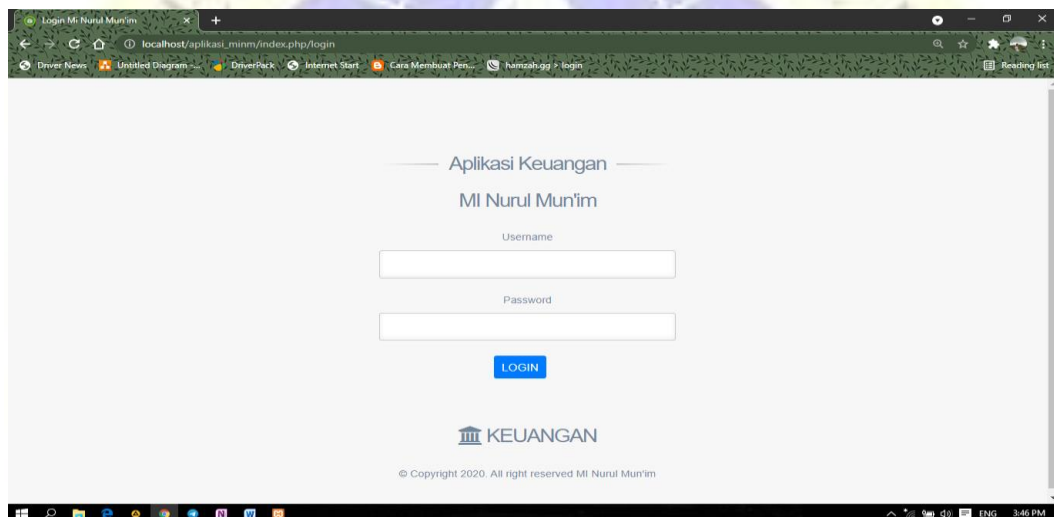 Login Mi Nurul Mun'im
localhost/aplikasi_minm/index.php/login
Driver News Untitled Diagram -... DriverPack Internet Start Cara Membuat Pen... hamzah.gg > login Reading list
Aplikasi Keuangan
MI Nurul Mun'im
Username
Password
LOGIN
KEUANGAN
© Copyright 2020. All right reserved MI Nurul Mun'im
ENG 3:46 PM